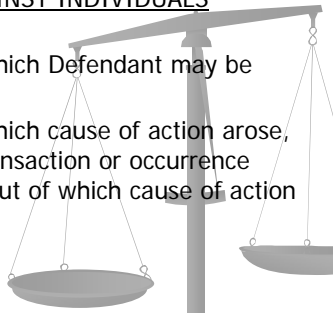 INDIVIDUALS
hich Defendant may be
hich cause of action arose,
nsaction or occurrence
ut of which cause of action